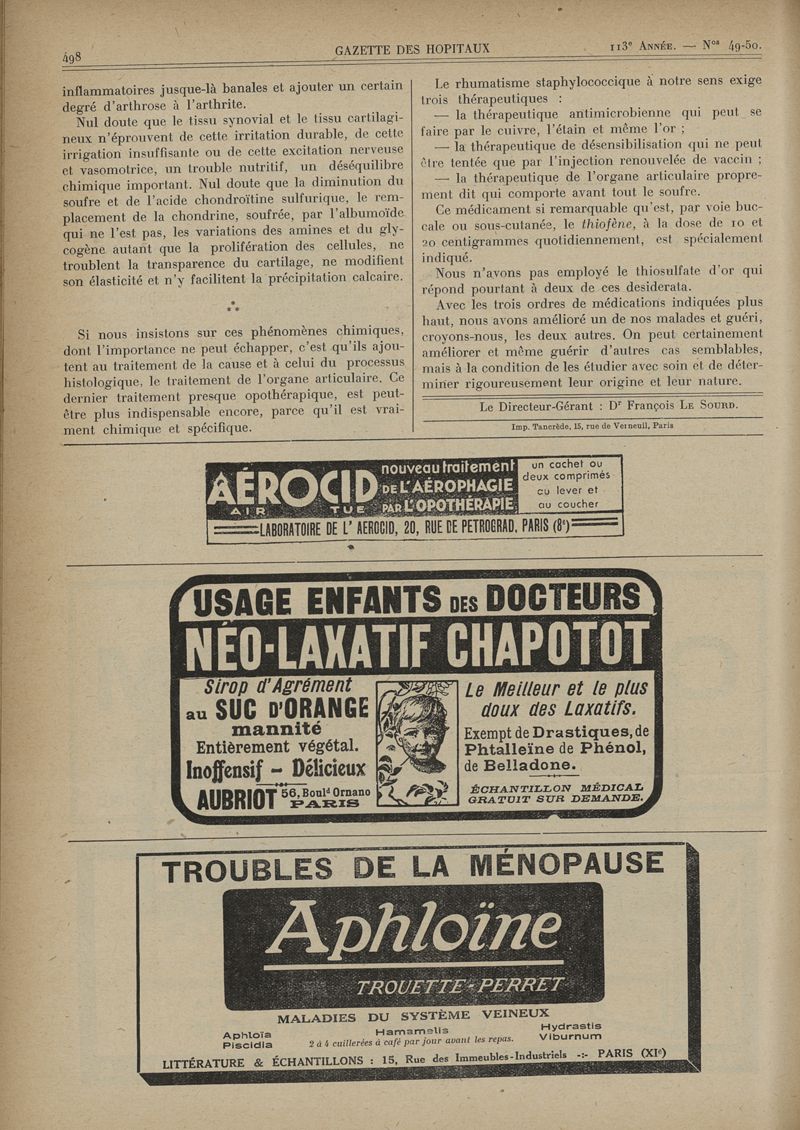 498
GAZETTE DES HOPITAUX
113e ANNÉE. — Nos 49-50.
inflammatoires jusque-là banales et ajouter un certain
degré d'arthrose à l'arthrite.
Nul doute que le tissu synovial et le tissu cartilagi-
neux n'éprouvent de cette irritation durable, de cette
irrigation insuffisante ou de cette excitation nerveuse
et vasomotrice, un trouble nutritif, un déséquilibre
chimique important. Nul doute que la diminution du
soufre et de l'acide chondroïtine sulfurique, le rem-
placement de la chondrine, soufrée, par l'albumoïde
qui ne l'est pas, les variations des amines et du gly-
cogène autant que la prolifération des cellules, ne
troublent la transparence du cartilage, ne modifient
son élasticité et n'y facilitent la précipitation calcaire.
*
* *
Si nous insistons sur ces phénomènes chimiques,
dont l'importance ne peut échapper, c'est qu'ils ajou-
tent au traitement de la cause et à celui du processus
histologique, le traitement de l'organe articulaire. Ce
dernier traitement presque opothérapique, est peut-
être plus indispensable encore, parce qu'il est vrai-
ment chimique et spécifique.
Le rhumatisme staphylococcique à notre sens exige
trois thérapeutiques :
— la thérapeutique antimicrobienne qui peut se
faire par le cuivre, l'étain et même l'or ;
— la thérapeutique de désensibilisation qui ne peut
être tentée que par l'injection renouvelée de vaccin ;
— la thérapeutique de l'organe articulaire propre-
ment dit qui comporte avant tout le soufre.
Ce médicament si remarquable qu'est, par voie buc-
cale ou sous-cutanée, le thiofène, à la dose de 10 et
20 centigrammes quotidiennement, est spécialement
indiqué.
Nous n'avons pas employé le thiosulfate d'or qui
répond pourtant à deux de ces desiderata.
Avec les trois ordres de médications indiquées plus
haut, nous avons amélioré un de nos malades et guéri,
croyons-nous, les deux autres. On peut certainement
améliorer et même guérir d'autres cas semblables,
mais à la condition de les étudier avec soin et de déter-
miner rigoureusement leur origine et leur nature.
Le Directeur-Gérant : Dr François LE SOURD.
Imp. Tancrède, 15, rue de Verneuil, Paris
AÉROCID
AIR TUE
nouveau traitement
DE L'AÉROPHAGIE
PAR L'OPOTHÉRAPIE
un cachet ou
deux comprimés
au lever et
au coucher
LABORATOIRE DE L' AEROCID, 20, RUE DE PETROGRAD, PARIS (8e)
USAGE ENFANTS DES DOCTEURS
NÉO-LAXATIF CHAPOTOT
Sirop d'Agrément
au SUC D'ORANGE
mannité
Entièrement végétal.
Inoffensif - Délicieux
AUBRIOT 56, Bould Ornano
PARIS
Le Meilleur et le plus
doux des Laxatifs.
Exempt de Drastiques, de
Phtalleïne de Phénol,
de Belladone.
ÉCHANTILLON MÉDICAL
GRATUIT SUR DEMANDE.
TROUBLES DE LA MÉNOPAUSE
Aphloïne
TROUETTE-PERRET
MALADIES DU SYSTÈME VEINEUX
Aphloïa
Piscidia
Hamamelis
2 à 4 cuillerées à café par jour avant les repas.
Hydrastis
Viburnum
LITTÉRATURE & ÉCHANTILLONS : 15, Rue des Immeubles-Industriels -:- PARIS (XIe)